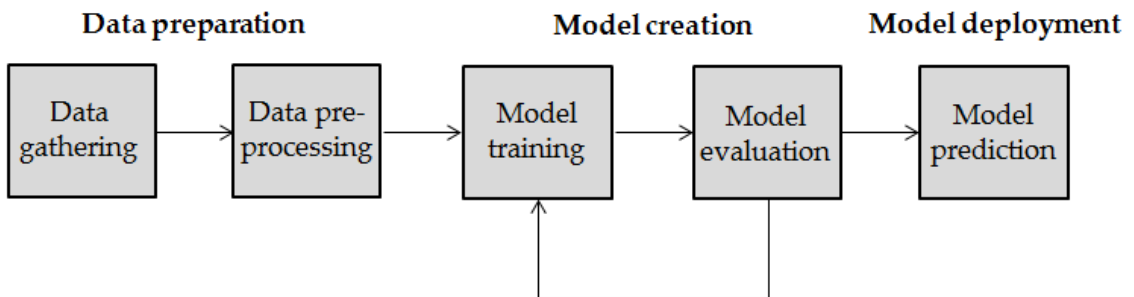 Data preparation
Model creation
Model deployment
Data
gathering
Data pre-
processing
Model
training
Model
evaluation
Model
prediction